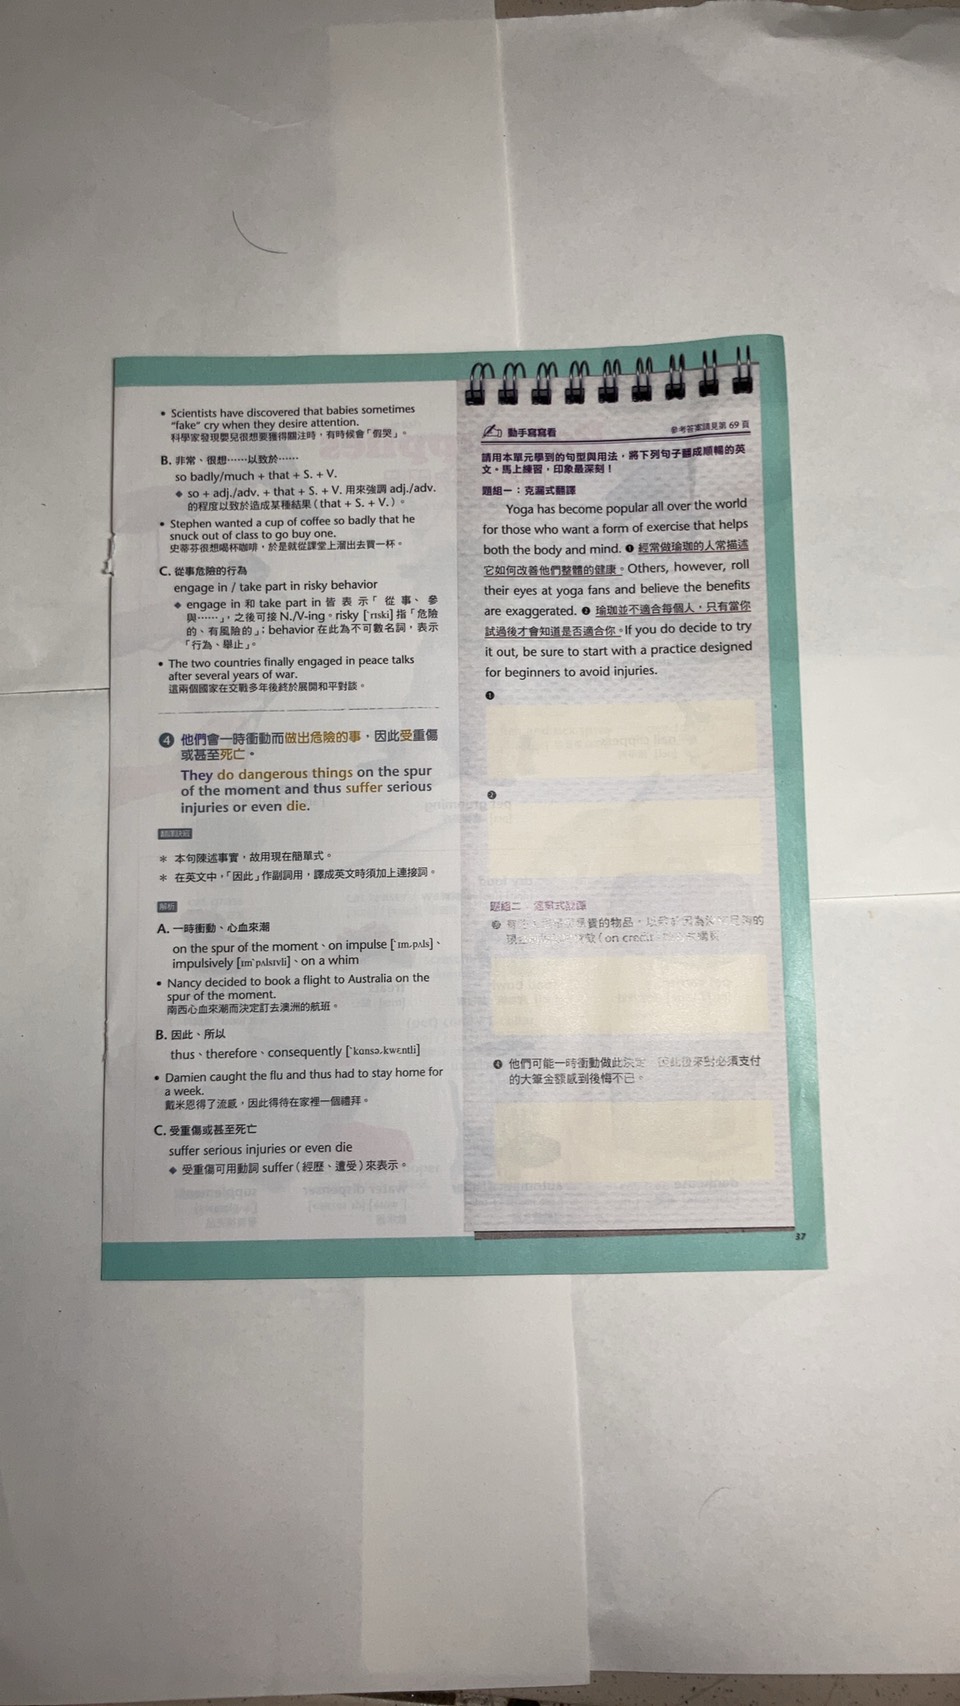 • Scientists have discovered that babies sometimes
“fake” cry when they desire attention.
科學家發現嬰兒很想要獲得關注時，有時候會「假哭」。
B. 非常、很想……以致於……
so badly/much + that + S. + V.
◆ so + adj./adv. + that + S. + V. 用來強調 adj./adv.
的程度以致於造成某種結果（that + S. + V.）。
• Stephen wanted a cup of coffee so badly that he
snuck out of class to go buy one.
史蒂芬很想喝杯咖啡，於是就從課堂上溜出去買一杯。
C. 從事危險的行為
engage in / take part in risky behavior
◆ engage in 和 take part in 皆表示「從事、參
與……」，之後可接 N./V-ing。risky [ˋrɪski] 指「危險
的、有風險的」；behavior 在此為不可數名詞，表示
「行為、舉止」。
• The two countries finally engaged in peace talks
after several years of war.
這兩個國家在交戰多年後終於展開和平對談。
4 他們會一時衝動而做出危險的事，因此受重傷
或甚至死亡。
They do dangerous things on the spur
of the moment and thus suffer serious
injuries or even die.
＊ 本句陳述事實，故用現在簡單式。
＊ 在英文中，「因此」作副詞用，譯成英文時須加上連接詞。
解析
A. 一時衝動、心血來潮
on the spur of the moment、on impulse [ˋɪm͵pʌls]、
impulsively [ɪmˋpʌlsɪvli]、on a whim
• Nancy decided to book a flight to Australia on the
spur of the moment.
南西心血來潮而決定訂去澳洲的航班。
B. 因此、所以
thus、therefore、consequently [ˋkɑnsə͵kwɛntli]
• Damien caught the flu and thus had to stay home for
a week.
戴米恩得了流感，因此得待在家裡一個禮拜。
C. 受重傷或甚至死亡
suffer serious injuries or even die
◆ 受重傷可用動詞 suffer（經歷、遭受）來表示。
動手寫寫看
參考答案請見第 69 頁
請用本單元學到的句型與用法，將下列句子翻成順暢的英
文。馬上練習，印象最深刻！
題組一：克漏式翻譯
Yoga has become popular all over the world
for those who want a form of exercise that helps
both the body and mind. ❶ 經常做瑜珈的人常描述
它如何改善他們整體的健康。Others, however, roll
their eyes at yoga fans and believe the benefits
are exaggerated. ❷ 瑜珈並不適合每個人，只有當你
試過後才會知道是否適合你。If you do decide to try
it out, be sure to start with a practice designed
for beginners to avoid injuries.
❶
❷
題組二
費的物品，以
(on credit
❹ 他們可能一時衝動做此決定 因此後來對必須支付
的大筆金額感到後悔不已。
37